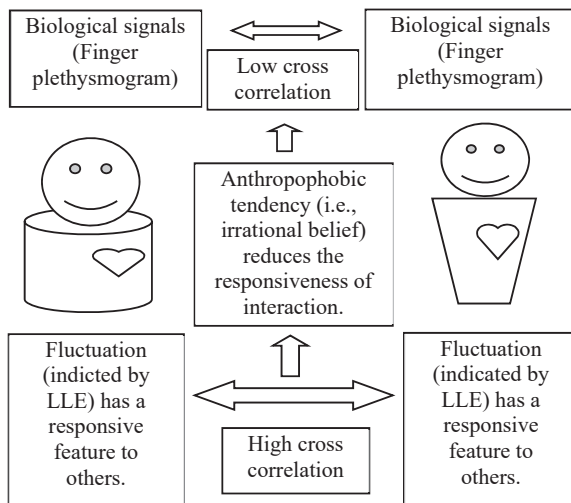 Biological signals
(Finger
plethysmogram)
Low cross
correlation
Biological signals
(Finger
plethysmogram)
Anthropophobic
tendency (i.e.,
irrational belief)
reduces the
responsiveness of
interaction.
Fluctuation
(indicted by
LLE) has a
responsive
feature to
others.
High cross
correlation
Fluctuation
(indicated by
LLE) has a
responsive
feature to
others.